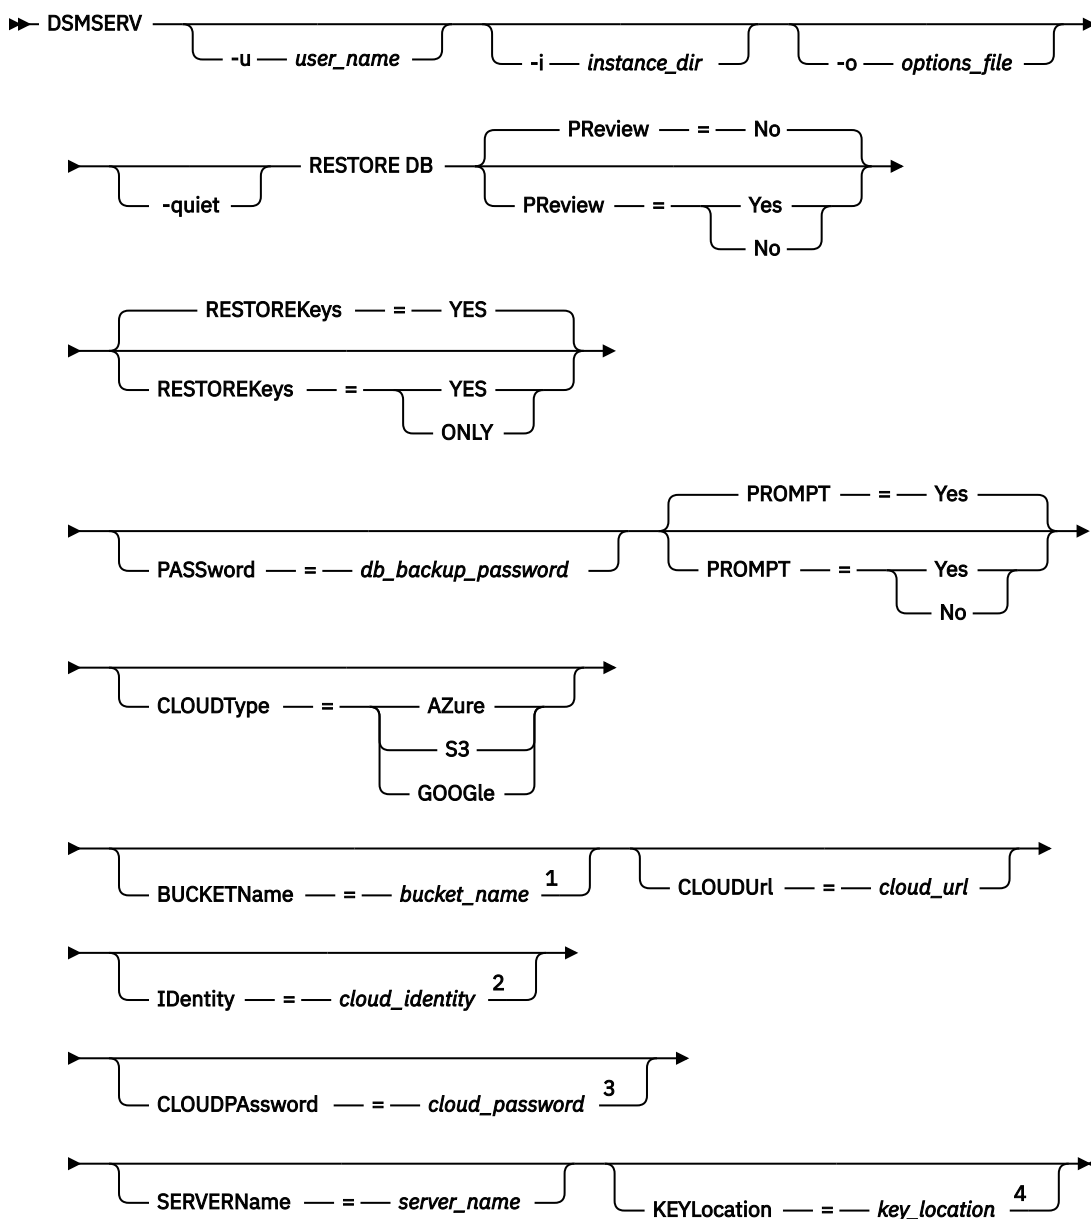 DSMSERV
-u user_name -i instance_dir -o options_file
PReview = No
-quiet RESTORE DB
PReview = Yes
No
RESTOREKeys = YES
RESTOREKeys = YES
ONLY
PROMPT = Yes
PASSword = db_backup_password PROMPT = Yes
No
CLOUDType = AZure
S3
GOOGle
BUCKETName = bucket_name 1 CLOUDUrl = cloud_url
IDentity = cloud_identity 2
CLOUDPAssword = cloud_password 3
SERVERName = server_name KEYLocation = key_location 4